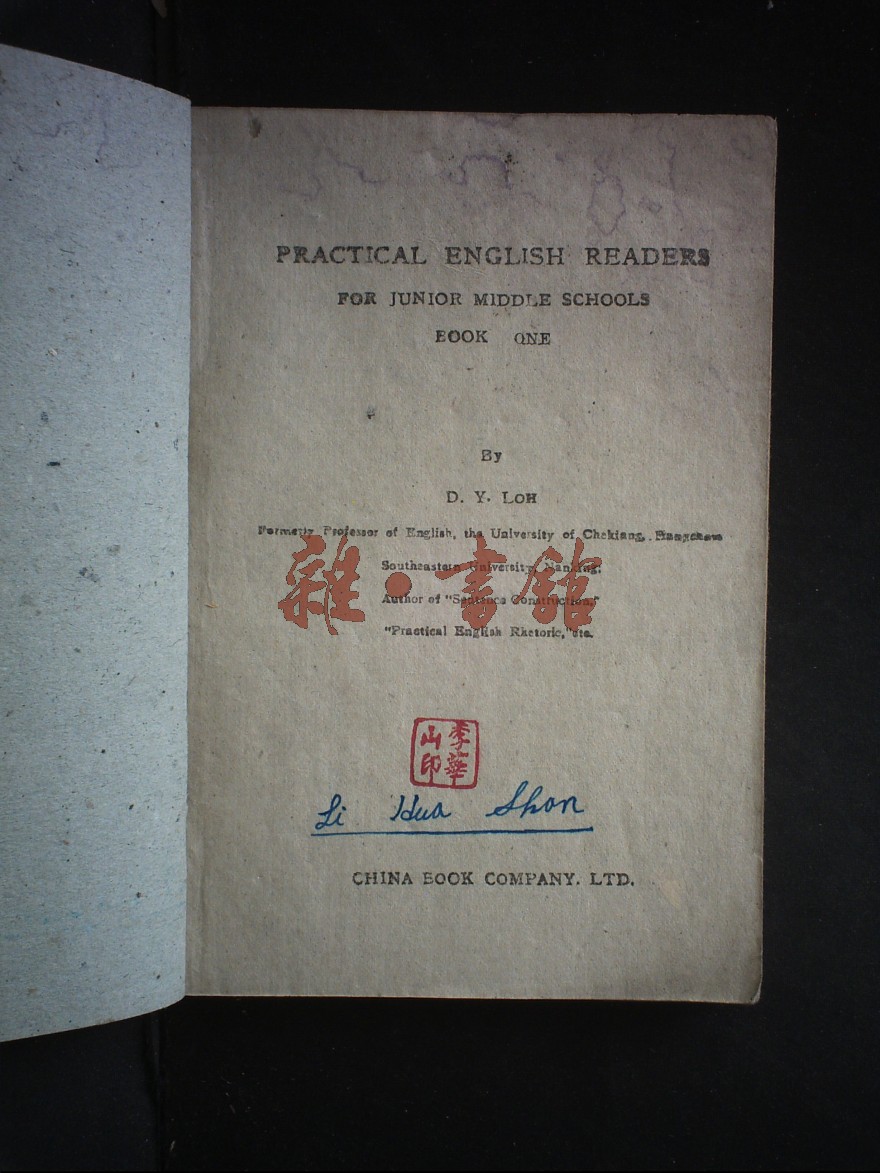 PRACTICAL ENGLISH READERS
FOR JUNIOR MIDDLE SCHOOLS
BOOK ONE
By
D. Y. LOH
Formerly Professor of English, the University of Chekiang, Hangchow
Southeastern University, Nanking,
Author of "Sentence Construction,"
"Practical English Rhetoric," etc.
雜·書館
李華山印
Li Hua Shan
CHINA BOOK COMPANY. LTD.